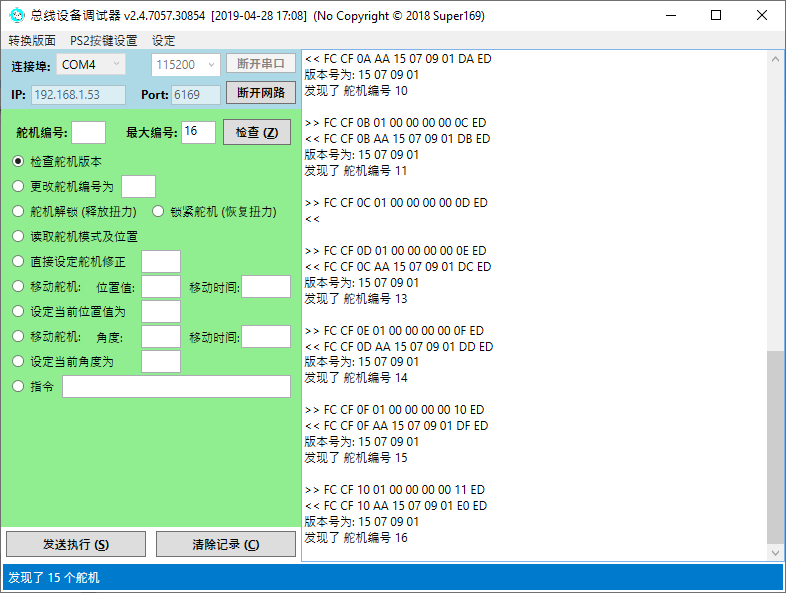 总线设备调试器 v2.4.7057.30854 [2019-04-28 17:08] (No Copyright © 2018 Super169)
转换版面 PS2按键设置 设定
连接埠: COM4 115200 断开串口
IP: 192.168.1.53 Port: 6169 断开网路
舵机编号: 最大编号: 16 检查 (Z)
检查舵机版本
更改舵机编号为
舵机解锁 (释放扭力) 锁紧舵机 (恢复扭力)
读取舵机模式及位置
直接设定舵机修正
移动舵机: 位置值: 移动时间:
设定当前位置值为
移动舵机: 角度: 移动时间:
设定当前角度为
指令
发送执行 (S) 清除记录 (C)
<< FC CF 0A AA 15 07 09 01 DA ED
版本号为: 15 07 09 01
发现了 舵机编号 10
>> FC CF 0B 01 00 00 00 00 0C ED
<< FC CF 0B AA 15 07 09 01 DB ED
版本号为: 15 07 09 01
发现了 舵机编号 11
>> FC CF 0C 01 00 00 00 00 0D ED
<<
>> FC CF 0D 01 00 00 00 00 0E ED
<< FC CF 0C AA 15 07 09 01 DC ED
版本号为: 15 07 09 01
发现了 舵机编号 13
>> FC CF 0E 01 00 00 00 00 0F ED
<< FC CF 0D AA 15 07 09 01 DD ED
版本号为: 15 07 09 01
发现了 舵机编号 14
>> FC CF 0F 01 00 00 00 00 10 ED
<< FC CF 0F AA 15 07 09 01 DF ED
版本号为: 15 07 09 01
发现了 舵机编号 15
>> FC CF 10 01 00 00 00 00 11 ED
<< FC CF 10 AA 15 07 09 01 E0 ED
版本号为: 15 07 09 01
发现了 舵机编号 16
发现了 15 个舵机